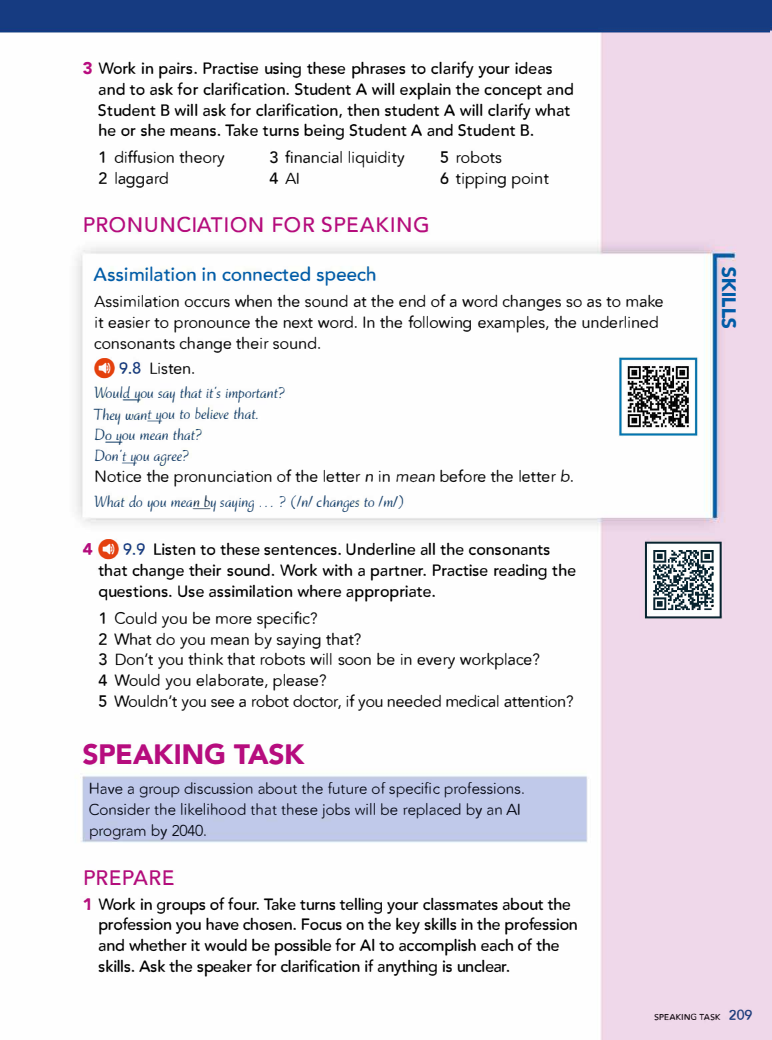 3 Work in pairs. Practise using these phrases to clarify your ideas
and to ask for clarification. Student A will explain the concept and
Student B will ask for clarification, then student A will clarify what
he or she means. Take turns being Student A and Student B.
1 diffusion theory 3 financial liquidity 5 robots
2 laggard 4 AI 6 tipping point
PRONUNCIATION FOR SPEAKING
Assimilation in connected speech
Assimilation occurs when the sound at the end of a word changes so as to make
it easier to pronounce the next word. In the following examples, the underlined
consonants change their sound.
9.8 Listen.
Would you say that it's important?
They want you to believe that.
Do you mean that?
Don't you agree?
Notice the pronunciation of the letter n in mean before the letter b.
What do you mean by saying ... ? (/n/ changes to /m/)
SKILLS
4 9.9 Listen to these sentences. Underline all the consonants
that change their sound. Work with a partner. Practise reading the
questions. Use assimilation where appropriate.
1 Could you be more specific?
2 What do you mean by saying that?
3 Don't you think that robots will soon be in every workplace?
4 Would you elaborate, please?
5 Wouldn't you see a robot doctor, if you needed medical attention?
SPEAKING TASK
Have a group discussion about the future of specific professions.
Consider the likelihood that these jobs will be replaced by an AI
program by 2040.
PREPARE
1 Work in groups of four. Take turns telling your classmates about the
profession you have chosen. Focus on the key skills in the profession
and whether it would be possible for AI to accomplish each of the
skills. Ask the speaker for clarification if anything is unclear.
SPEAKING TASK 209